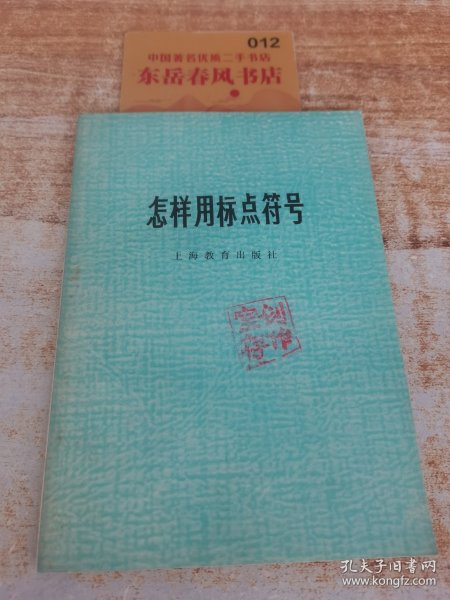 012
中国著名优质二手书店
东岳春风书店
怎样用标点符号
上海教育出版社
孔夫子旧书网
www.kongfz.com